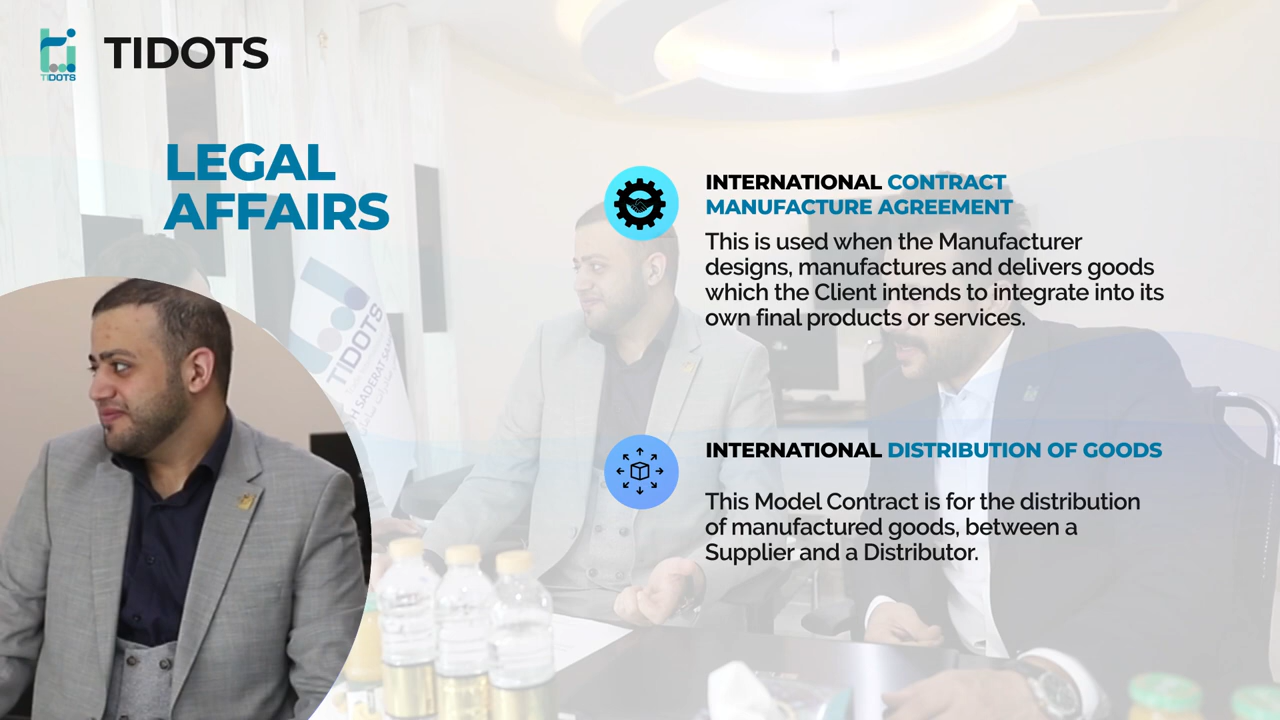 TIDOTS
TIDOTS
LEGAL
AFFAIRS
INTERNATIONAL CONTRACT
MANUFACTURE AGREEMENT
This is used when the Manufacturer
designs, manufactures and delivers goods
which the Client intends to integrate into its
own final products or services.
TIDOTS
SADERAT
INTERNATIONAL DISTRIBUTION OF GOODS
This Model Contract is for the distribution
of manufactured goods, between a
Supplier and a Distributor.